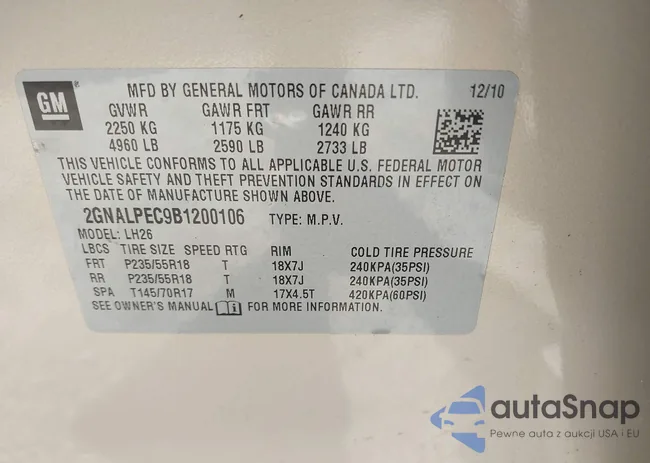 GM
MFD BY GENERAL MOTORS OF CANADA LTD. 12/10
GVWR GAWR FRT GAWR RR
2250 KG 1175 KG 1240 KG
4960 LB 2590 LB 2733 LB
THIS VEHICLE CONFORMS TO ALL APPLICABLE U.S. FEDERAL MOTOR
VEHICLE SAFETY AND THEFT PREVENTION STANDARDS IN EFFECT ON
THE DATE OF MANUFACTURE SHOWN ABOVE.
2GNALPEC9B1200106 TYPE: M.P.V.
MODEL: LH26
LBCS TIRE SIZE SPEED RTG RIM COLD TIRE PRESSURE
FRT P235/55R18 T 18X7J 240KPA(35PSI)
RR P235/55R18 T 18X7J 240KPA(35PSI)
SPA T145/70R17 M 17X4.5T 420KPA(60PSI)
SEE OWNER'S MANUAL FOR MORE INFORMATION.
autaSnap
Pewne auta z aukcji USA i EU